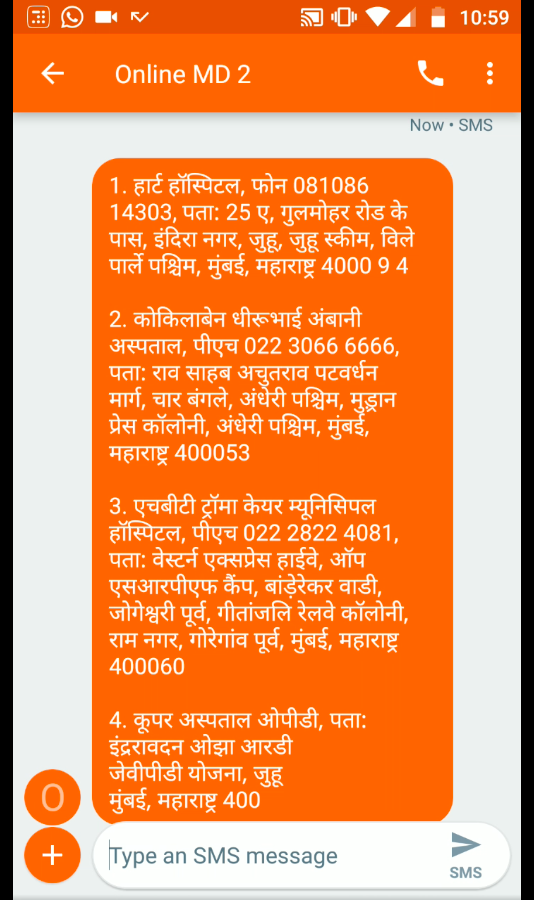 10:59
Online MD 2
Now • SMS
1. हार्ट हॉस्पिटल, फोन 081086
14303, पता: 25 ए, गुलमोहर रोड के
पास, इंदिरा नगर, जुहू, जुहू स्कीम, विले
पार्ले पश्चिम, मुंबई, महाराष्ट्र 4000 9 4
2. कोकिलाबेन धीरूभाई अंबानी
अस्पताल, पीएच 022 3066 6666,
पता: राव साहब अचुतराव पटवर्धन
मार्ग, चार बंगले, अंधेरी पश्चिम, मुड्रान
प्रेस कॉलोनी, अंधेरी पश्चिम, मुंबई,
महाराष्ट्र 400053
3. एचबीटी ट्रॉमा केयर म्यूनिसिपल
हॉस्पिटल, पीएच 022 2822 4081,
पता: वेस्टर्न एक्सप्रेस हाईवे, ऑप
एसआरपीएफ कैंप, बांड़ेरेकर वाडी,
जोगेश्वरी पूर्व, गीतांजलि रेलवे कॉलोनी,
राम नगर, गोरेगांव पूर्व, मुंबई, महाराष्ट्र
400060
4. कूपर अस्पताल ओपीडी, पता:
इंद्ररावदन ओझा आरडी
जेवीपीडी योजना, जुहू
मुंबई, महाराष्ट्र 400
O
Type an SMS message
SMS